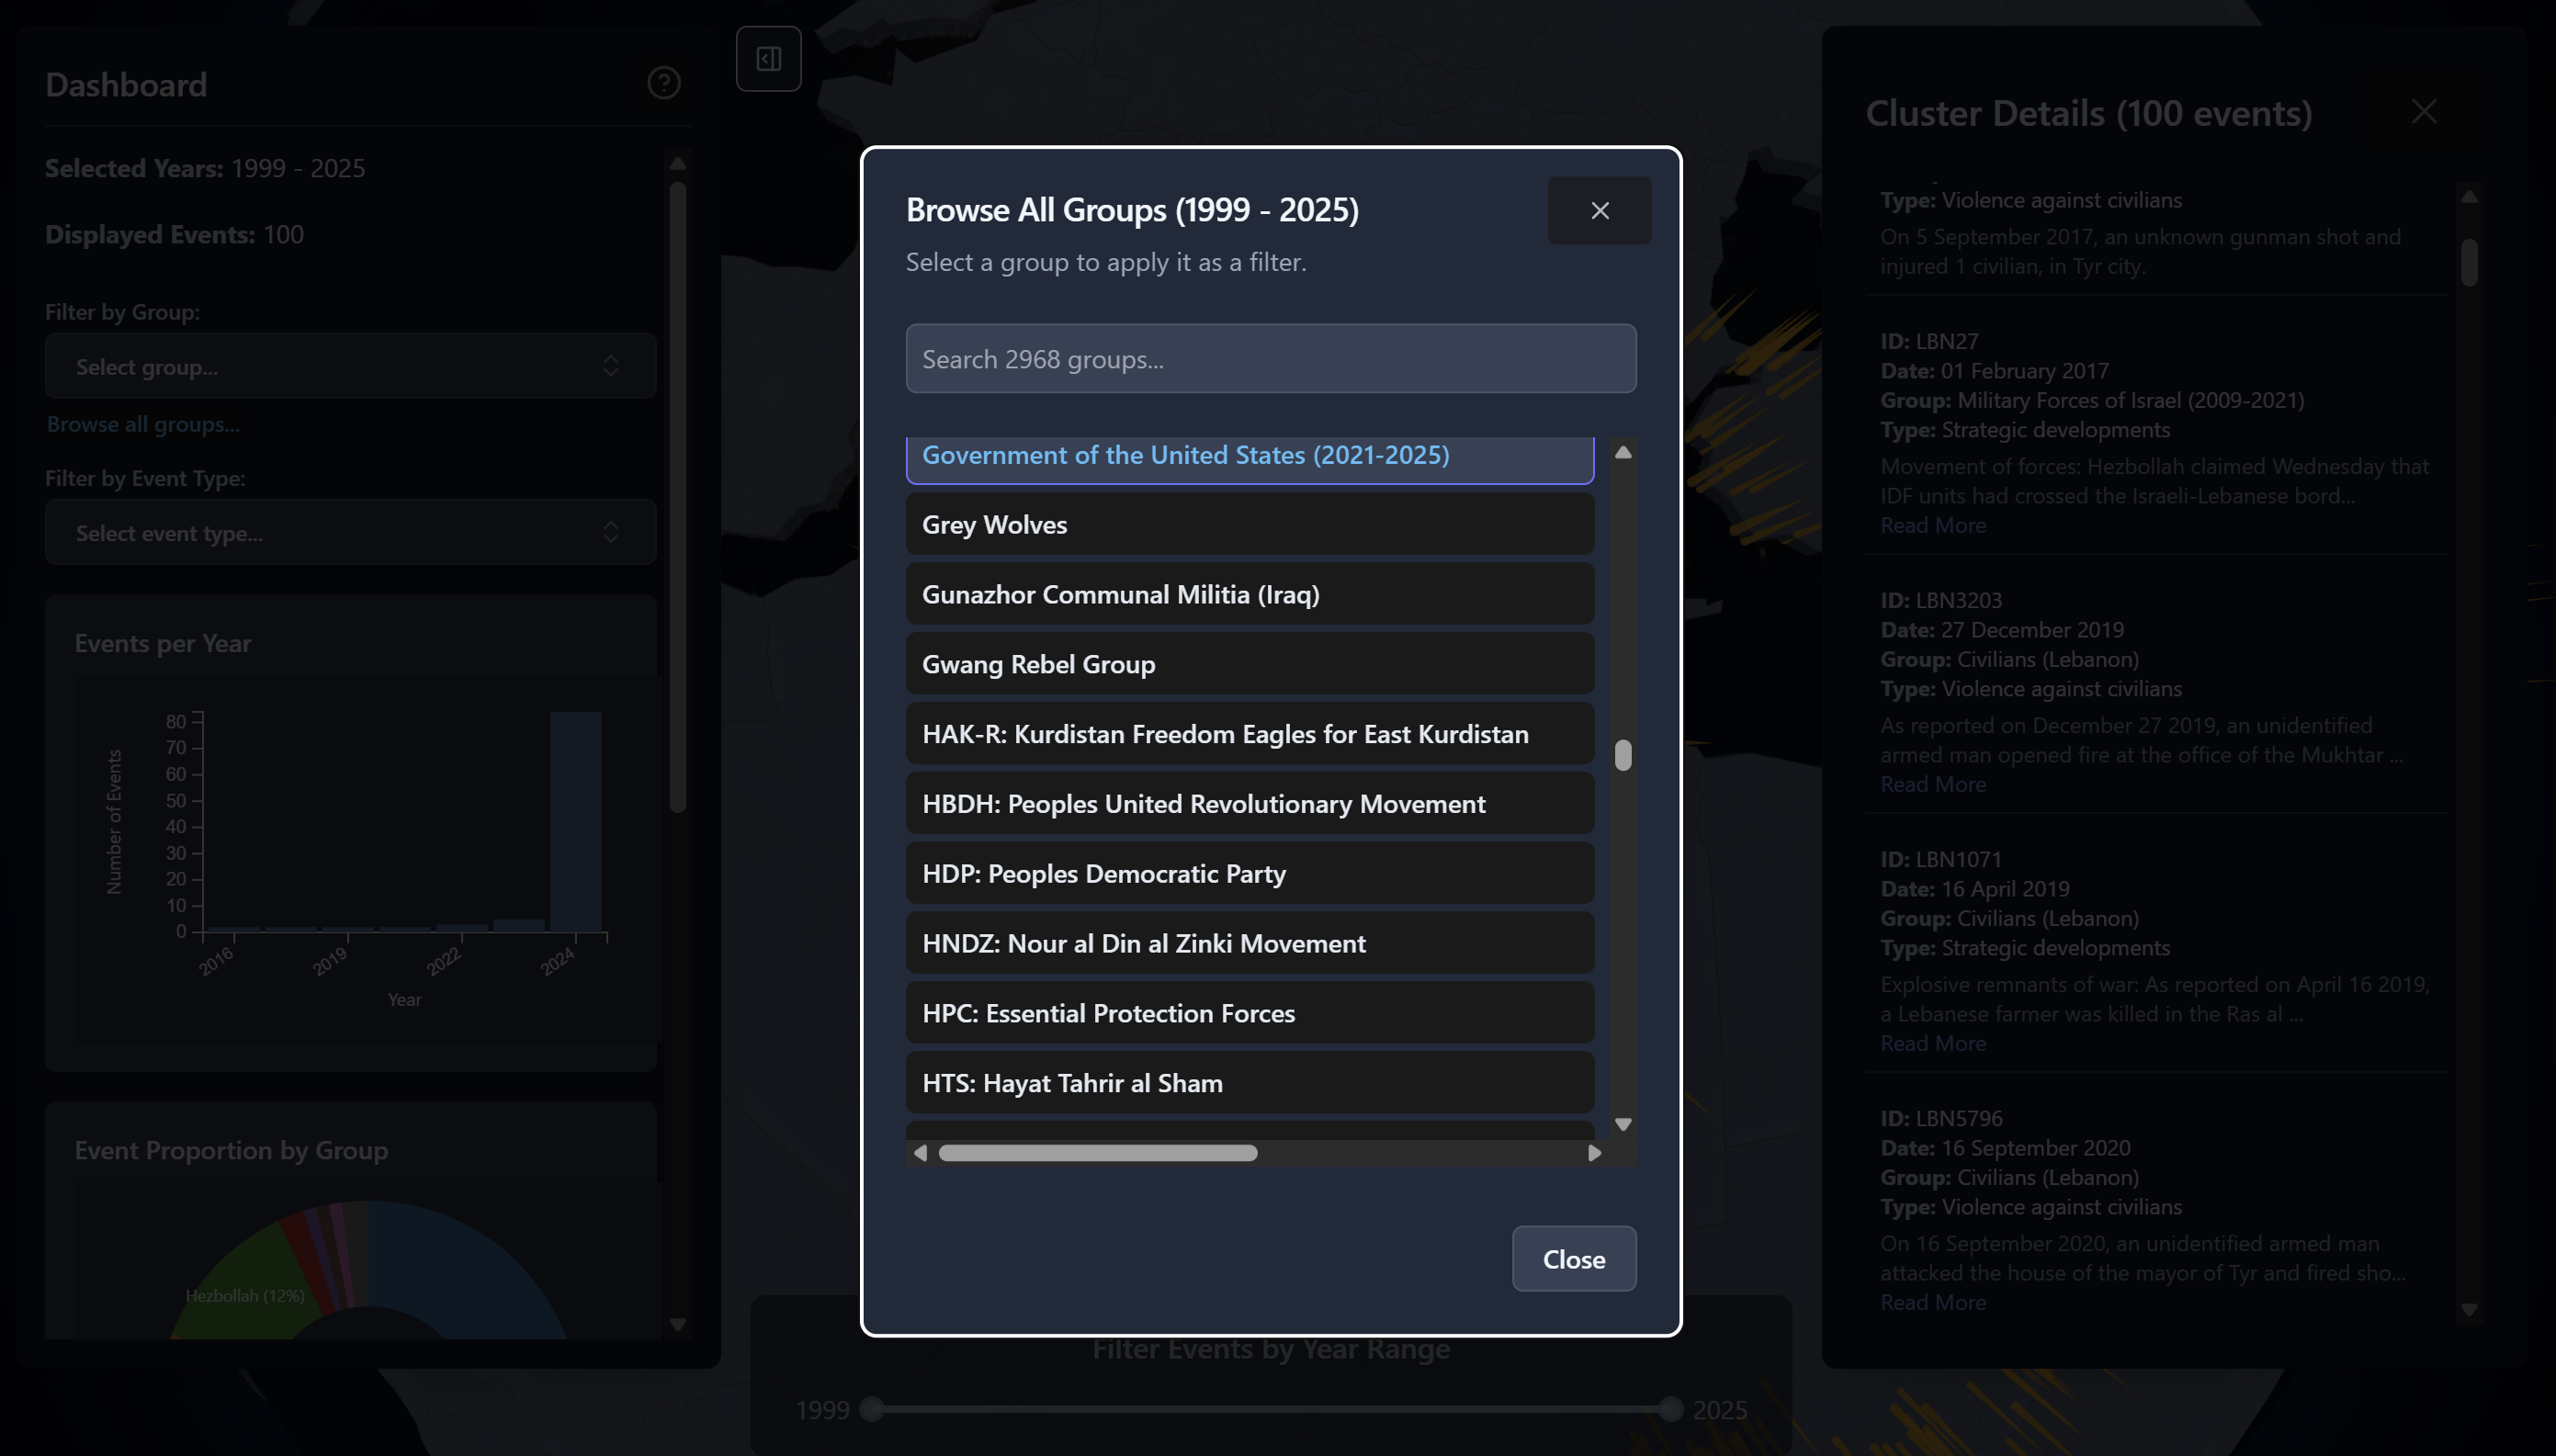 Dashboard
Selected Years: 1999 - 2025
Displayed Events: 100
Filter by Group:
Select group...
Browse all groups...
Filter by Event Type:
Select event type...
Events per Year
Number of Events
80
70
60
50
40
30
20
10
0
2016
2019
2022
2024
Year
Event Proportion by Group
Hezbollah (12%)
Browse All Groups (1999 - 2025)
Select a group to apply it as a filter.
Search 2968 groups...
Government of the United States (2021-2025)
Grey Wolves
Gunazhor Communal Militia (Iraq)
Gwang Rebel Group
HAK-R: Kurdistan Freedom Eagles for East Kurdistan
HBDH: Peoples United Revolutionary Movement
HDP: Peoples Democratic Party
HNDZ: Nour al Din al Zinki Movement
HPC: Essential Protection Forces
HTS: Hayat Tahrir al Sham
Close
Filter Events by Year Range
1999
2025
Cluster Details (100 events)
Type: Violence against civilians
On 5 September 2017, an unknown gunman shot and
injured 1 civilian, in Tyr city.
ID: LBN27
Date: 01 February 2017
Group: Military Forces of Israel (2009-2021)
Type: Strategic developments
Movement of forces: Hezbollah claimed Wednesday that
IDF units had crossed the Israeli-Lebanese bord...
Read More
ID: LBN3203
Date: 27 December 2019
Group: Civilians (Lebanon)
Type: Violence against civilians
As reported on December 27 2019, an unidentified
armed man opened fire at the office of the Mukhtar ...
Read More
ID: LBN1071
Date: 16 April 2019
Group: Civilians (Lebanon)
Type: Strategic developments
Explosive remnants of war: As reported on April 16 2019,
a Lebanese farmer was killed in the Ras al ...
Read More
ID: LBN5796
Date: 16 September 2020
Group: Civilians (Lebanon)
Type: Violence against civilians
On 16 September 2020, an unidentified armed man
attacked the house of the mayor of Tyr and fired sho...
Read More